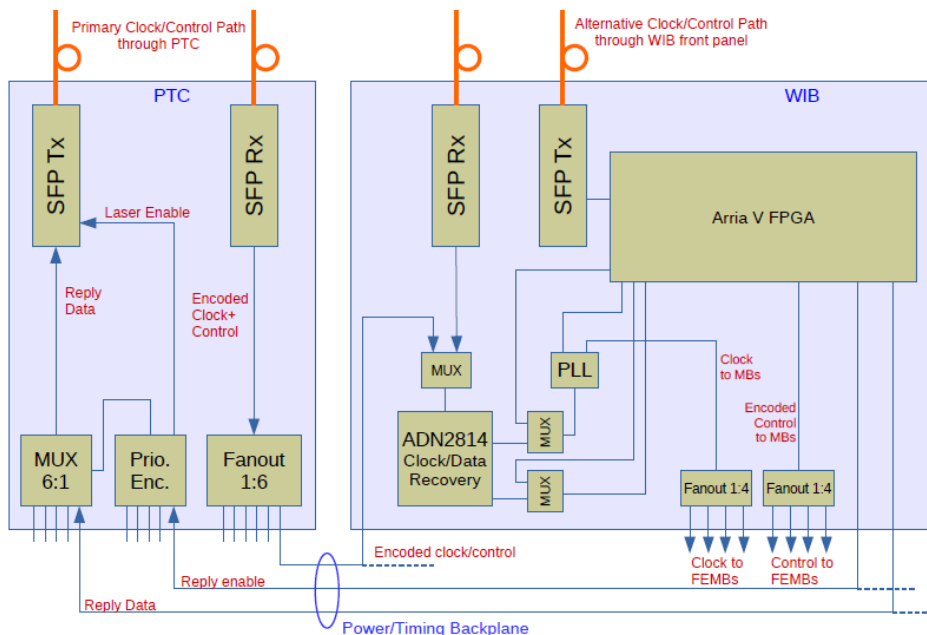 Primary Clock/Control Path
through PTC
Alternative Clock/Control Path
through WIB front panel
PTC
WIB
SFP Tx
SFP Rx
SFP Rx
SFP Tx
Arria V FPGA
Laser Enable
Reply
Data
Encoded
Clock+
Control
MUX
PLL
Clock
to MBs
Encoded
Control
to MBs
MUX
6:1
Prio.
Enc.
Fanout
1:6
ADN2814
Clock/Data
Recovery
MUX
MUX
Fanout 1:4
Fanout 1:4
Encoded clock/control
Clock to
FEMBs
Control to
FEMBs
Reply enable
Reply Data
Power/Timing Backplane